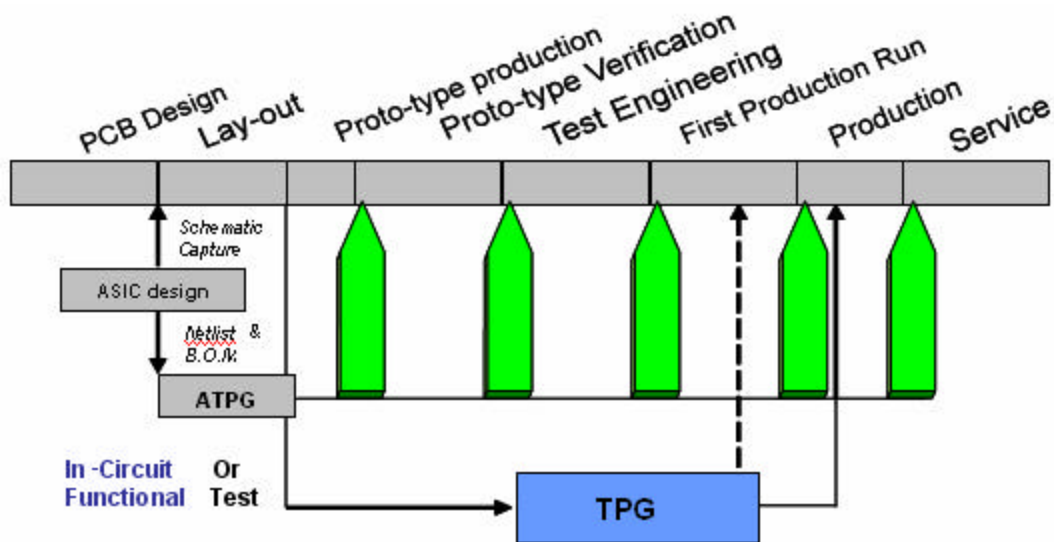 PCB Design
Lay-out
Proto-type production
Proto-type Verification
Test Engineering
First Production Run
Production
Service
Schematic
Capture
ASIC design
Netlist &
B.O.M.
ATPG
In -Circuit Or
Functional Test
TPG